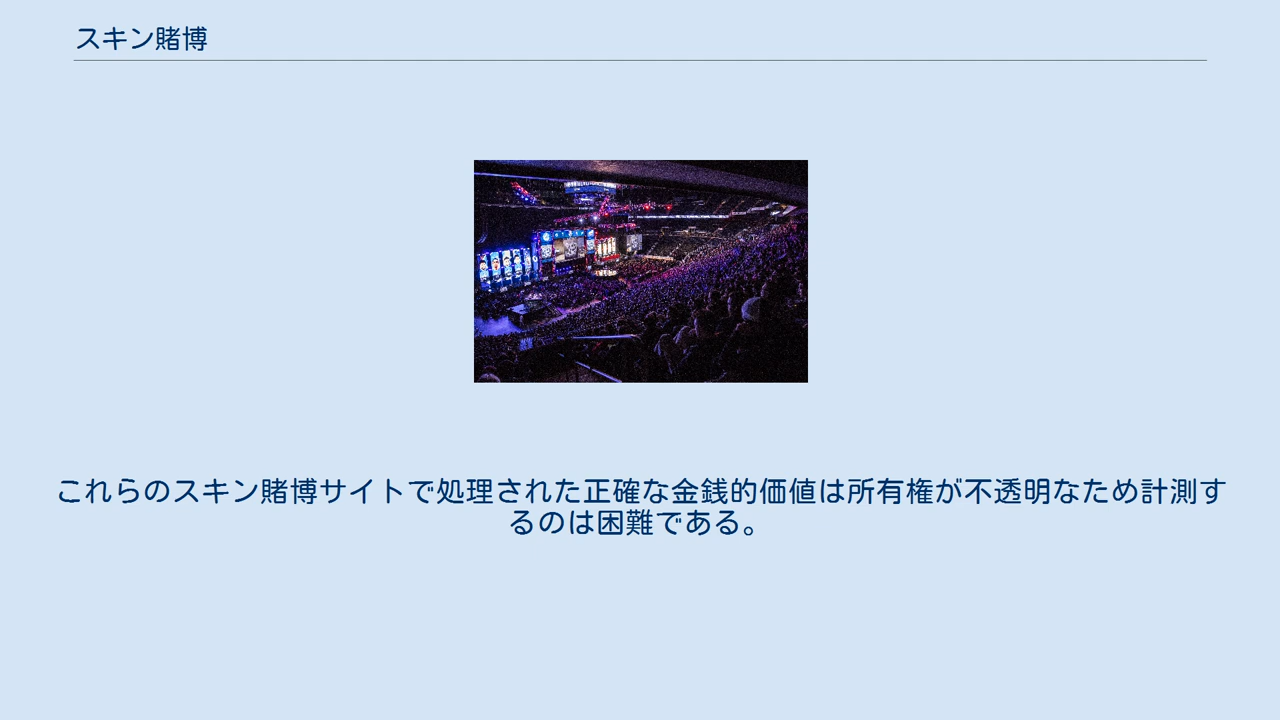 スキン賭博
これらのスキン賭博サイトで処理された正確な金銭的価値は所有権が不透明なため計測す
るのは困難である。